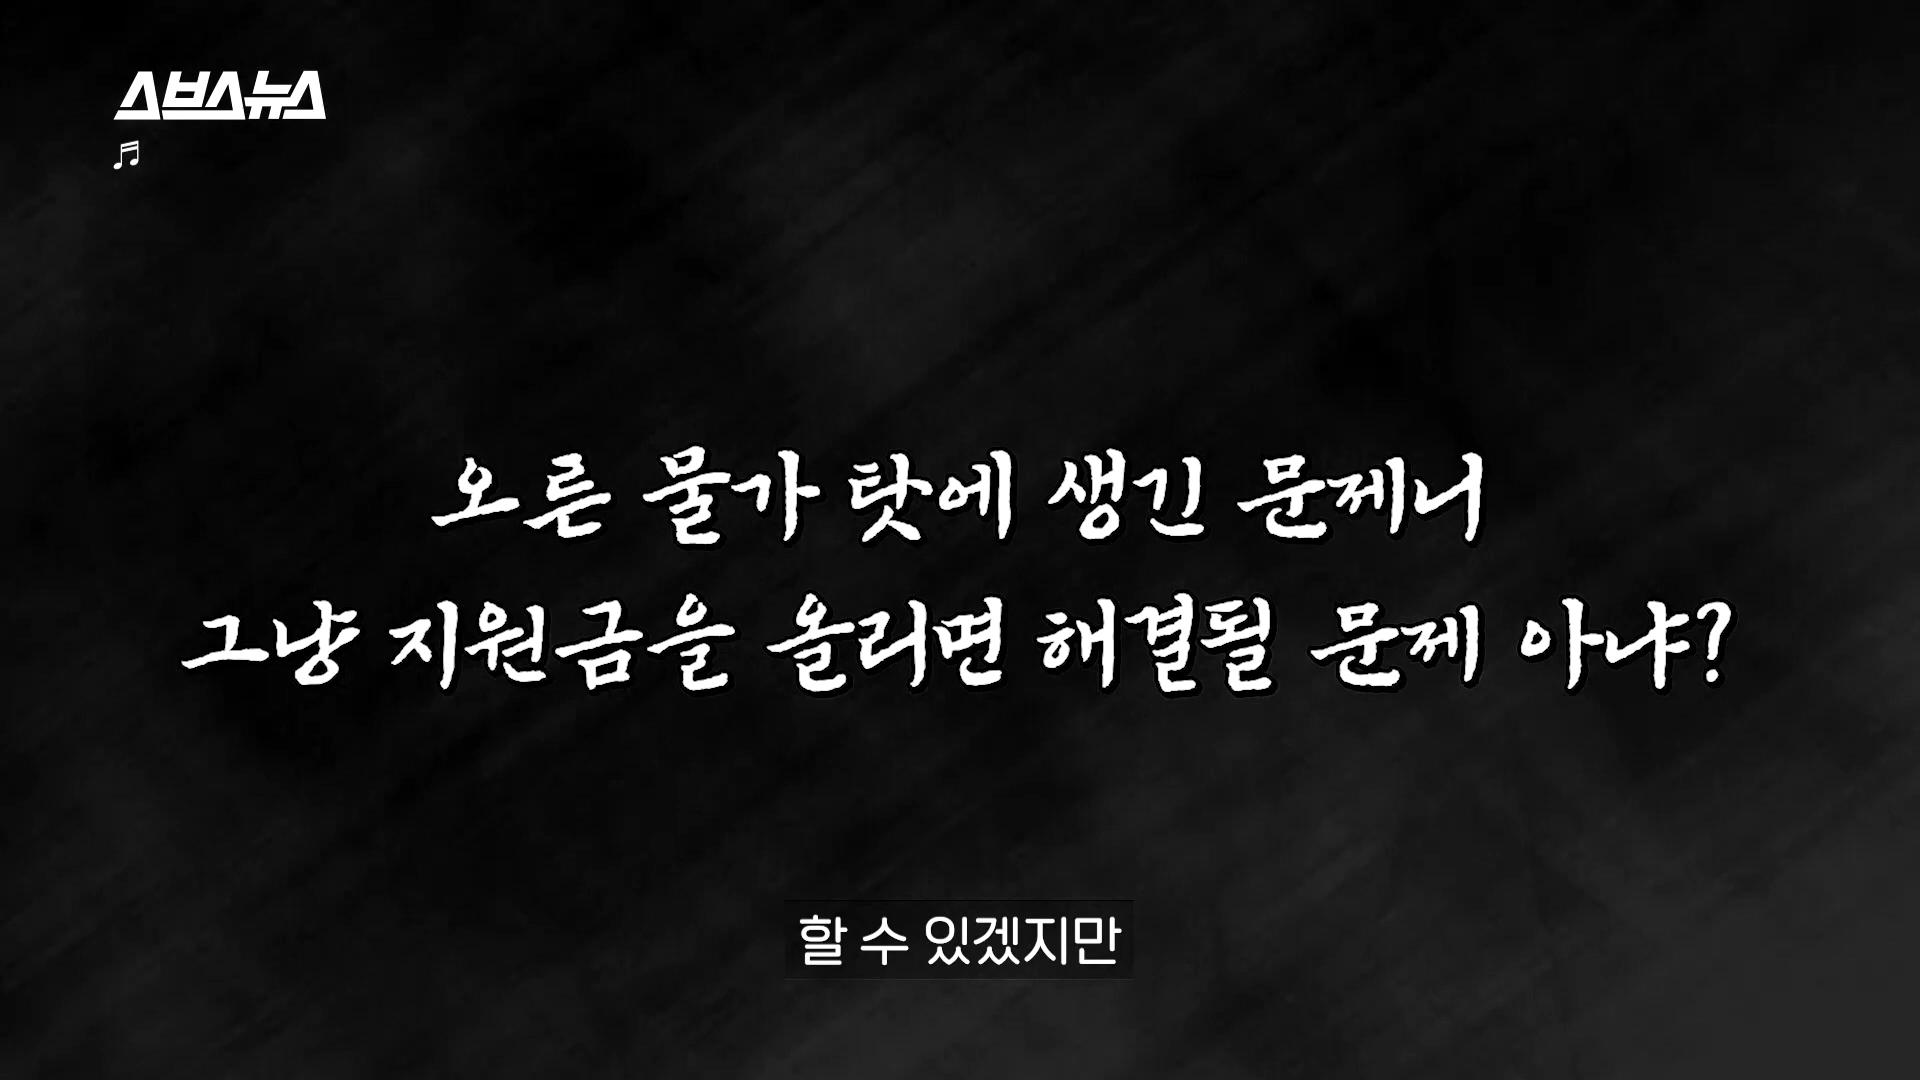 스브스뉴스
♬
오른 물가 탓에 생긴 문제니
그냥 지원금을 올리면 해결될 문제 아냐?
할 수 있겠지만